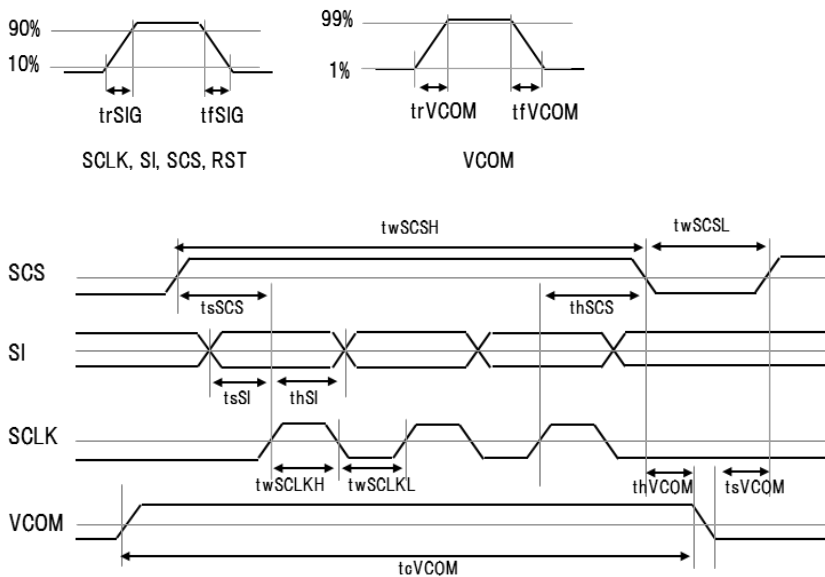 90%
10%
trSIG tfSIG
SCLK, SI, SCS, RST
99%
1%
trVCOM tfVCOM
VCOM
twSCSH twSCSL
SCS
tsSCS thSCS
SI
tsSI thSI
SCLK
twSCLKH twSCLKL thVCOM tsVCOM
VCOM
tcVCOM